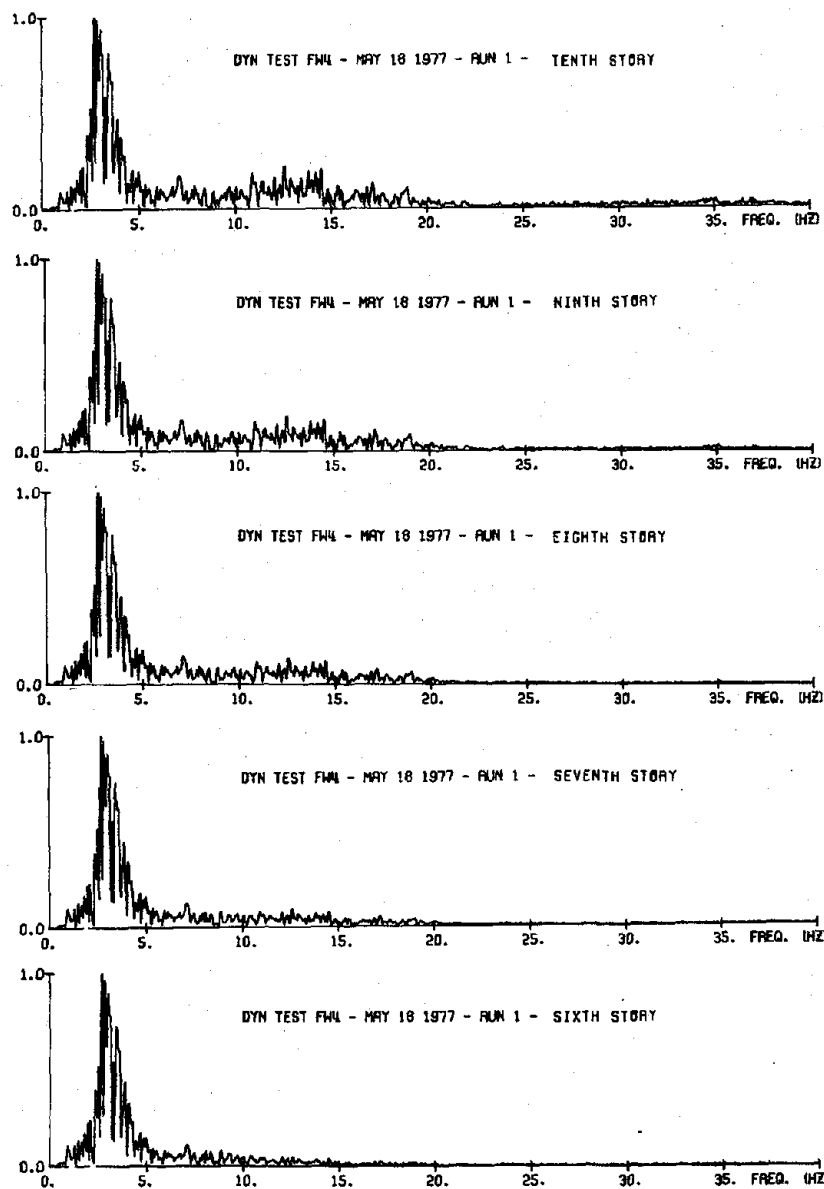 1.0
DYN TEST FW4 - MAY 18 1977 - RUN 1 - TENTH STORY
0.0
0. 5. 10. 15. 20. 25. 30. 35. FREQ. (HZ)
1.0
DYN TEST FW4 - MAY 18 1977 - RUN 1 - NINTH STORY
0.0
0. 5. 10. 15. 20. 25. 30. 35. FREQ. (HZ)
1.0
DYN TEST FW4 - MAY 18 1977 - RUN 1 - EIGHTH STORY
0.0
0. 5. 10. 15. 20. 25. 30. 35. FREQ. (HZ)
1.0
DYN TEST FW4 - MAY 18 1977 - RUN 1 - SEVENTH STORY
0.0
0. 5. 10. 15. 20. 25. 30. 35. FREQ. (HZ)
1.0
DYN TEST FW4 - MAY 18 1977 - RUN 1 - SIXTH STORY
0.0
0. 5. 10. 15. 20. 25. 30. 35. FREQ. (HZ